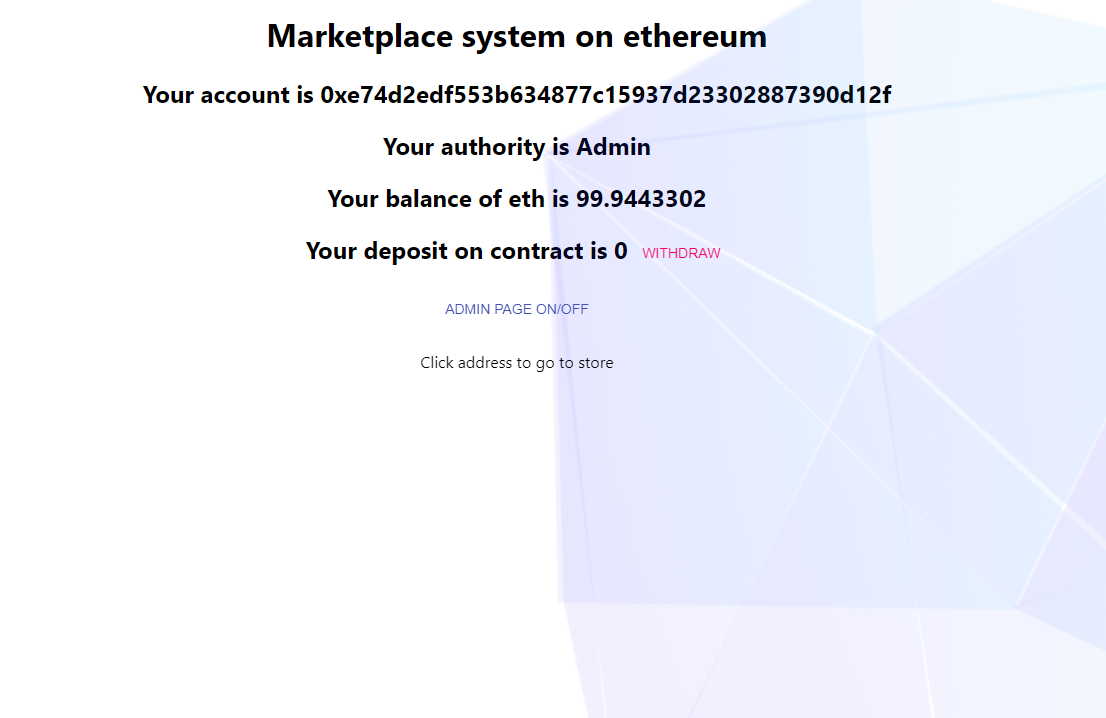 Marketplace system on ethereum
Your account is 0xe74d2edf553b634877c15937d23302887390d12f
Your authority is Admin
Your balance of eth is 99.9443302
Your deposit on contract is 0 WITHDRAW
ADMIN PAGE ON/OFF
Click address to go to store